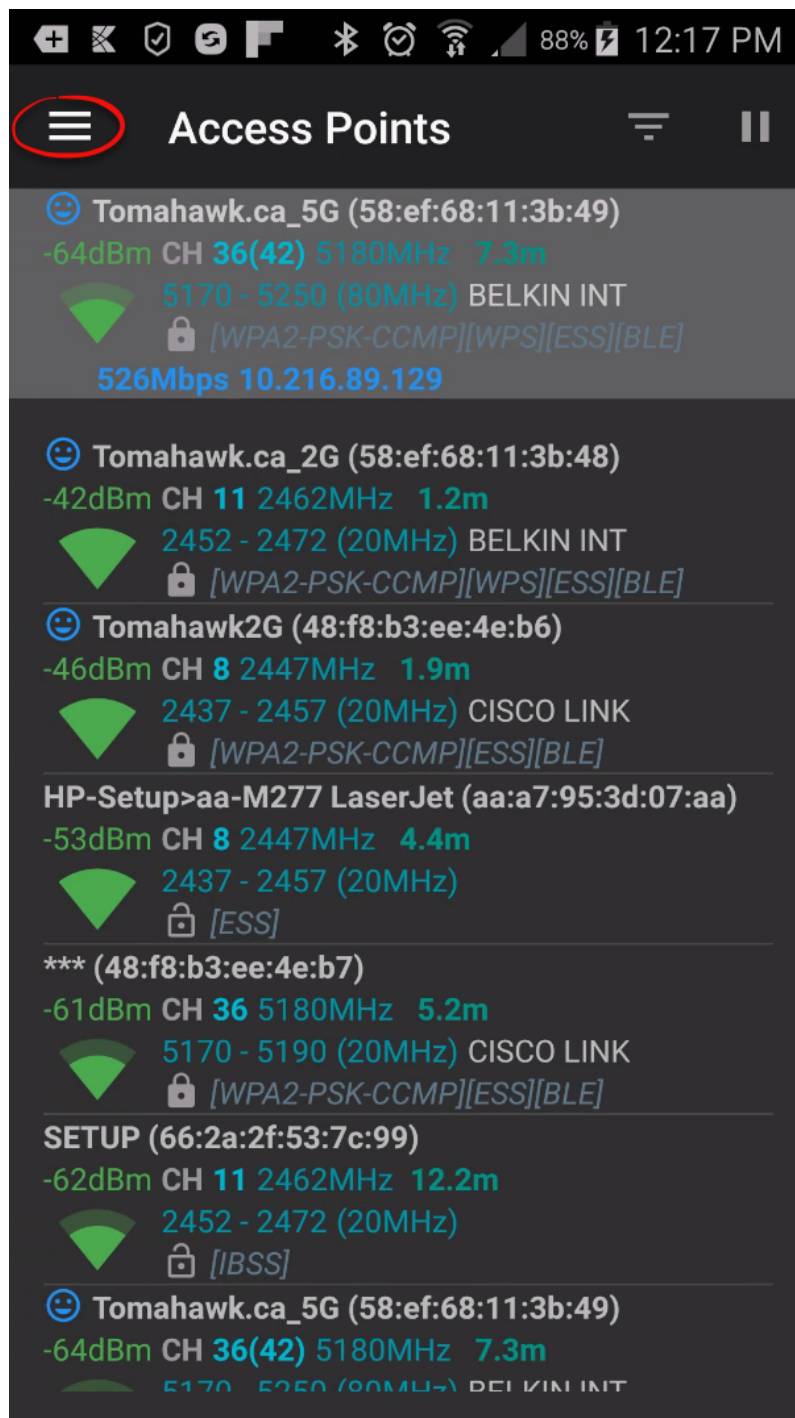 88% 12:17 PM
Access Points
Tomahawk.ca_5G (58:ef:68:11:3b:49)
-64dBm CH 36(42) 5180MHz 7.3m
5170 - 5250 (80MHz) BELKIN INT
[WPA2-PSK-CCMP][WPS][ESS][BLE]
526Mbps 10.216.89.129
Tomahawk.ca_2G (58:ef:68:11:3b:48)
-42dBm CH 11 2462MHz 1.2m
2452 - 2472 (20MHz) BELKIN INT
[WPA2-PSK-CCMP][WPS][ESS][BLE]
Tomahawk2G (48:f8:b3:ee:4e:b6)
-46dBm CH 8 2447MHz 1.9m
2437 - 2457 (20MHz) CISCO LINK
[WPA2-PSK-CCMP][ESS][BLE]
HP-Setup>aa-M277 LaserJet (aa:a7:95:3d:07:aa)
-53dBm CH 8 2447MHz 4.4m
2437 - 2457 (20MHz)
[ESS]
*** (48:f8:b3:ee:4e:b7)
-61dBm CH 36 5180MHz 5.2m
5170 - 5190 (20MHz) CISCO LINK
[WPA2-PSK-CCMP][ESS][BLE]
SETUP (66:2a:2f:53:7c:99)
-62dBm CH 11 2462MHz 12.2m
2452 - 2472 (20MHz)
[IBSS]
Tomahawk.ca_5G (58:ef:68:11:3b:49)
-64dBm CH 36(42) 5180MHz 7.3m
5170 - 5250 (80MHz) BELKIN INT